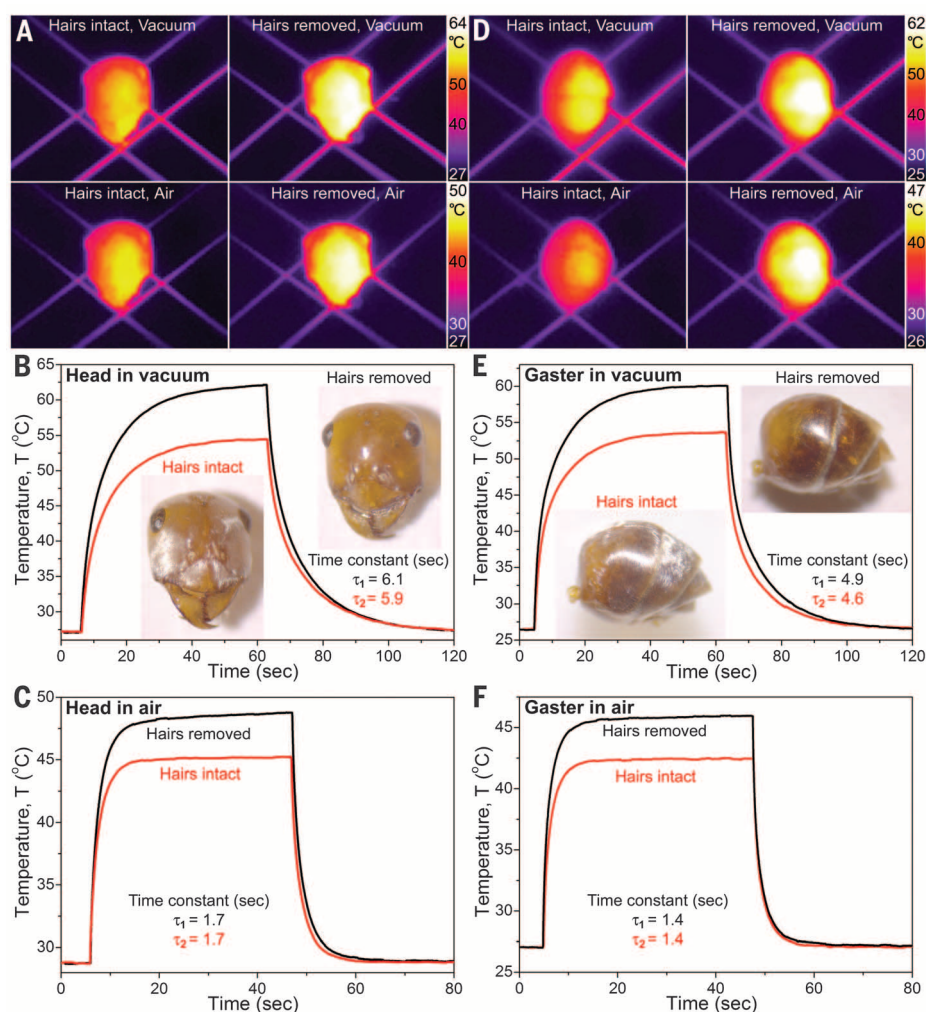 A
Hairs intact, Vacuum
Hairs removed, Vacuum
64
°C
50
40
30
27
Hairs intact, Air
Hairs removed, Air
50
°C
40
30
27
D
Hairs intact, Vacuum
Hairs removed, Vacuum
62
°C
50
40
30
25
Hairs intact, Air
Hairs removed, Air
47
°C
40
30
26
B
Head in vacuum
Hairs removed
Hairs intact
Time constant (sec)
τ1 = 6.1
τ2 = 5.9
Temperature, T (°C)
65
60
55
50
45
40
35
30
0 20 40 60 80 100 120
Time (sec)
E
Gaster in vacuum
Hairs removed
Hairs intact
Time constant (sec)
τ1 = 4.9
τ2 = 4.6
Temperature, T (°C)
65
60
55
50
45
40
35
30
25
0 20 40 60 80 100 120
Time (sec)
C
Head in air
Hairs removed
Hairs intact
Time constant (sec)
τ1 = 1.7
τ2 = 1.7
Temperature, T (°C)
50
45
40
35
30
0 20 40 60 80
Time (sec)
F
Gaster in air
Hairs removed
Hairs intact
Time constant (sec)
τ1 = 1.4
τ2 = 1.4
Temperature, T (°C)
45
40
35
30
25
0 20 40 60 80
Time (sec)